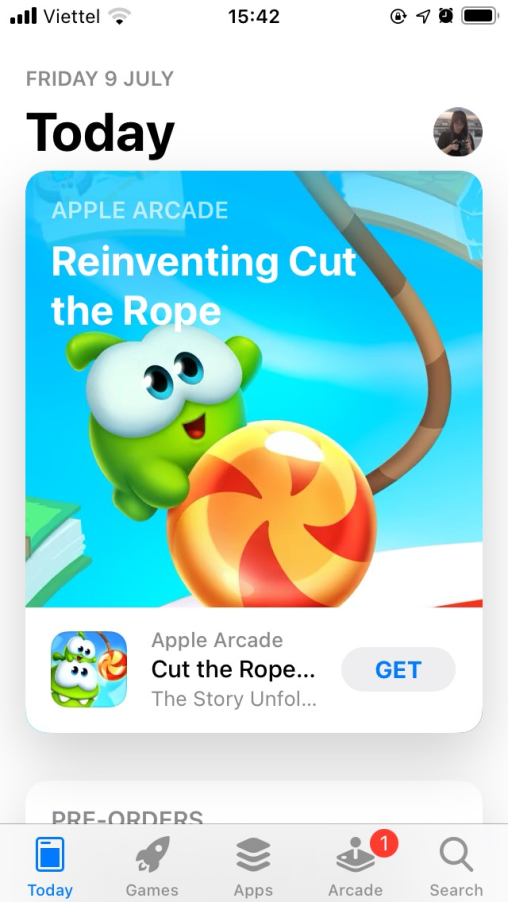 Viettel 15:42
FRIDAY 9 JULY
Today
APPLE ARCADE
Reinventing Cut
the Rope
Apple Arcade
Cut the Rope...
The Story Unfol...
GET
PRE-ORDERS
1
Today Games Apps Arcade Search